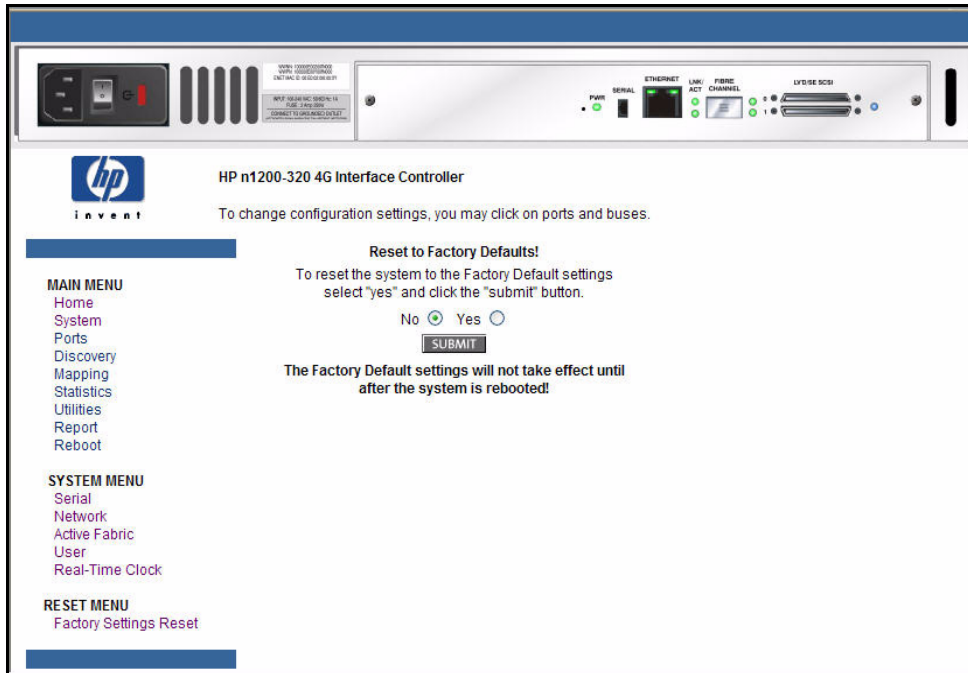 PWR
SERIAL
ETHERNET
LNK/
ACT
FIBRE
CHANNEL
LVD/SE SCSI
0
1
hp
invent
HP n1200-320 4G Interface Controller
To change configuration settings, you may click on ports and buses.
Reset to Factory Defaults!
To reset the system to the Factory Default settings
select "yes" and click the "submit" button.
No Yes
SUBMIT
The Factory Default settings will not take effect until
after the system is rebooted!
MAIN MENU
Home
System
Ports
Discovery
Mapping
Statistics
Utilities
Report
Reboot
SYSTEM MENU
Serial
Network
Active Fabric
User
Real-Time Clock
RESET MENU
Factory Settings Reset